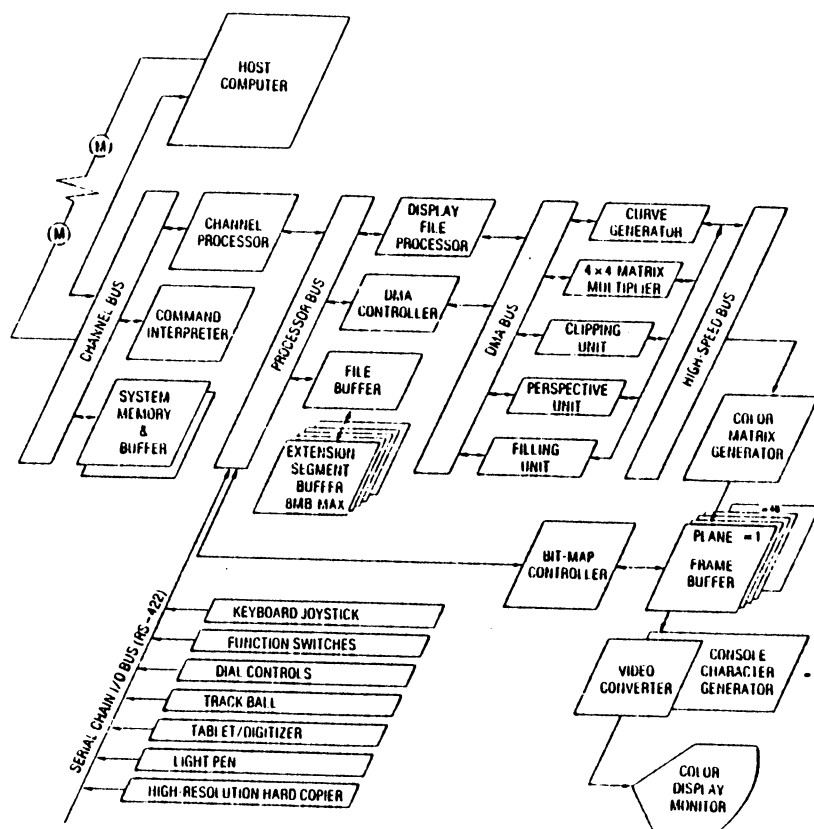 HOST
COMPUTER
M
M
CHANNEL BUS
CHANNEL
PROCESSOR
COMMAND
INTERPRETER
SYSTEM
MEMORY
&
BUFFER
PROCESSOR BUS
DISPLAY
FILE
PROCESSOR
DMA
CONTROLLER
FILE
BUFFER
EXTENSION
SEGMENT
BUFFER
8MB MAX
DMA BUS
CURVE
GENERATOR
4 × 4 MATRIX
MULTIPLIER
CLIPPING
UNIT
PERSPECTIVE
UNIT
FILLING
UNIT
HIGH-SPEED BUS
COLOR
MATRIX
GENERATOR
BIT-MAP
CONTROLLER
PLANE = 1
FRAME
BUFFER
VIDEO
CONVERTER
CONSOLE
CHARACTER
GENERATOR
COLOR
DISPLAY
MONITOR
SERIAL CHAIN I/O BUS (RS-422)
KEYBOARD JOYSTICK
FUNCTION SWITCHES
DIAL CONTROLS
TRACK BALL
TABLET/DIGITIZER
LIGHT PEN
HIGH-RESOLUTION HARD COPIER